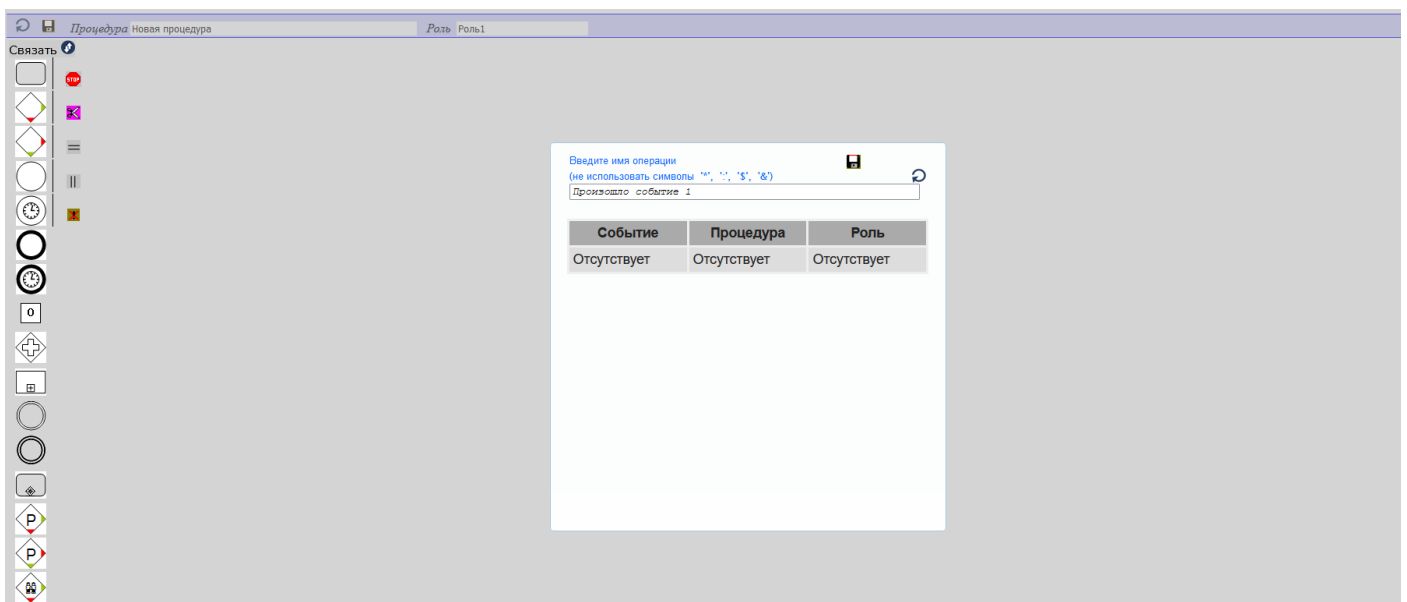 Процедура Новая процедура Роль Роль1
Связать
STOP
Введите имя операции
(не использовать символы '*', ':', '$', '&')
Произошло событие 1
Событие Процедура Роль
Отсутствует Отсутствует Отсутствует
0
P
P